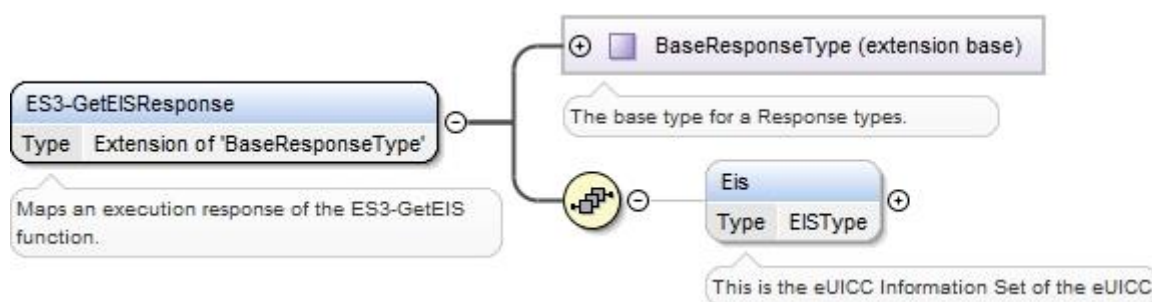 BaseResponseType (extension base)
The base type for a Response types.
ES3-GetEISResponse
Type Extension of 'BaseResponseType'
Maps an execution response of the ES3-GetEIS
function.
Eis
Type EISType
This is the eUICC Information Set of the eUICC